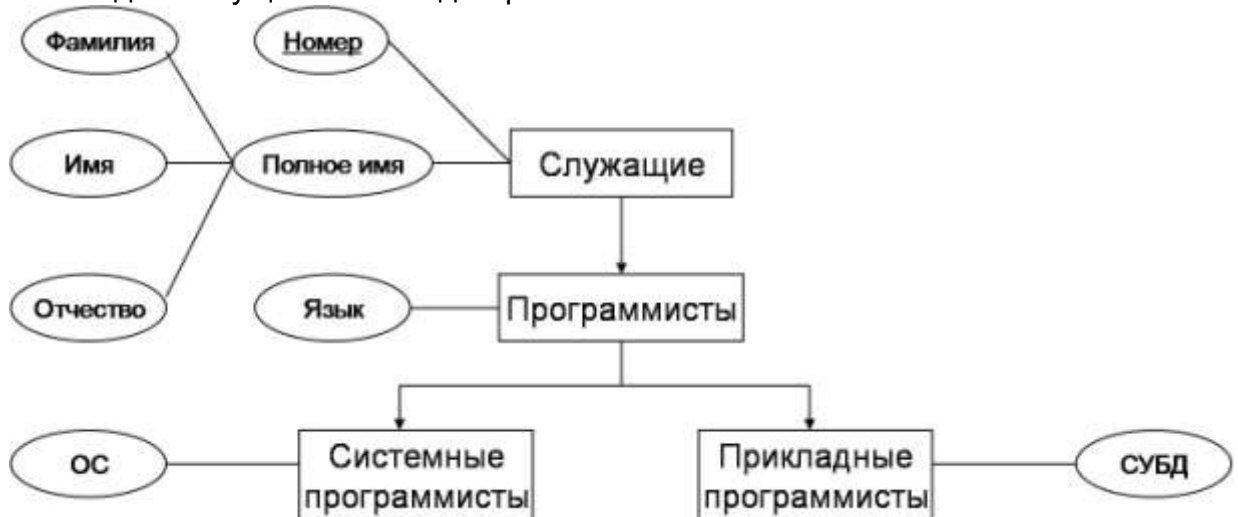 Фамилия
Номер
Имя
Полное имя
Служащие
Отчество
Язык
Программисты
ОС
Системные
программисты
Прикладные
программисты
СУБД